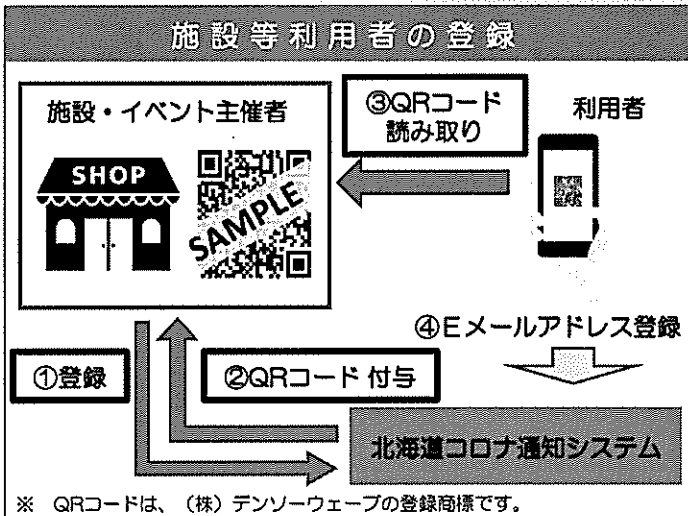 施設等利用者の登録
施設・イベント主催者
SHOP
SAMPLE
③QRコード
読み取り
利用者
④Eメールアドレス登録
①登録
②QRコード 付与
北海道コロナ通知システム
※ QRコードは、（株）デンソーウェーブの登録商標です。